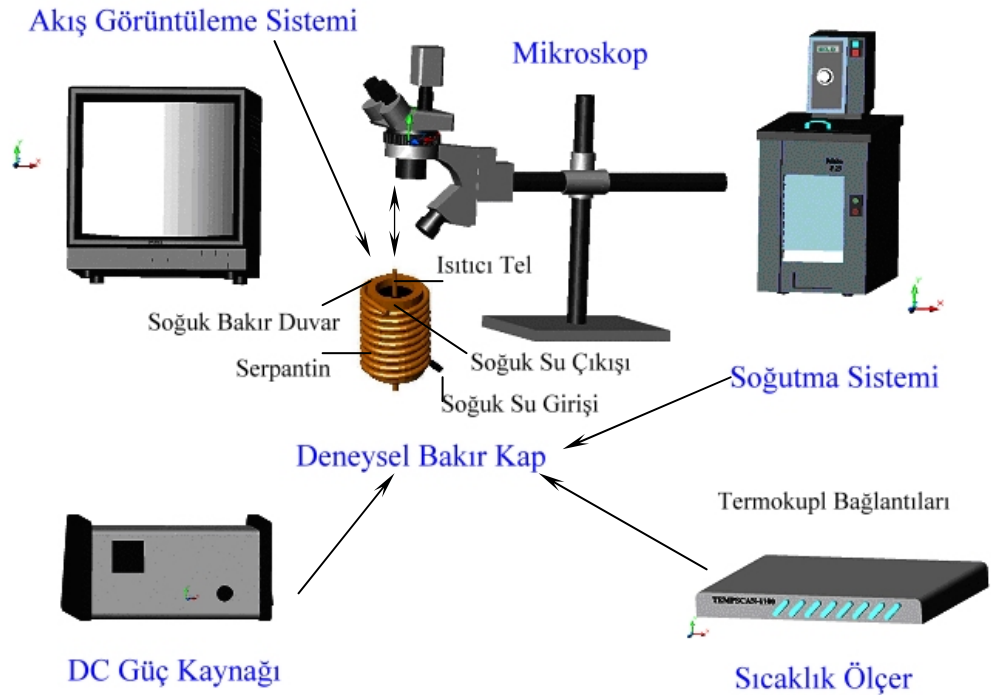 Akış Görüntüleme Sistemi
Mikroskop
Isıtıcı Tel
Soğuk Bakır Duvar
Serpantin
Soğuk Su Çıkışı
Soğuk Su Girişi
Soğutma Sistemi
Deneysel Bakır Kap
Termokupl Bağlantıları
TEMPSCAN-1100
DC Güç Kaynağı
Sıcaklık Ölçer